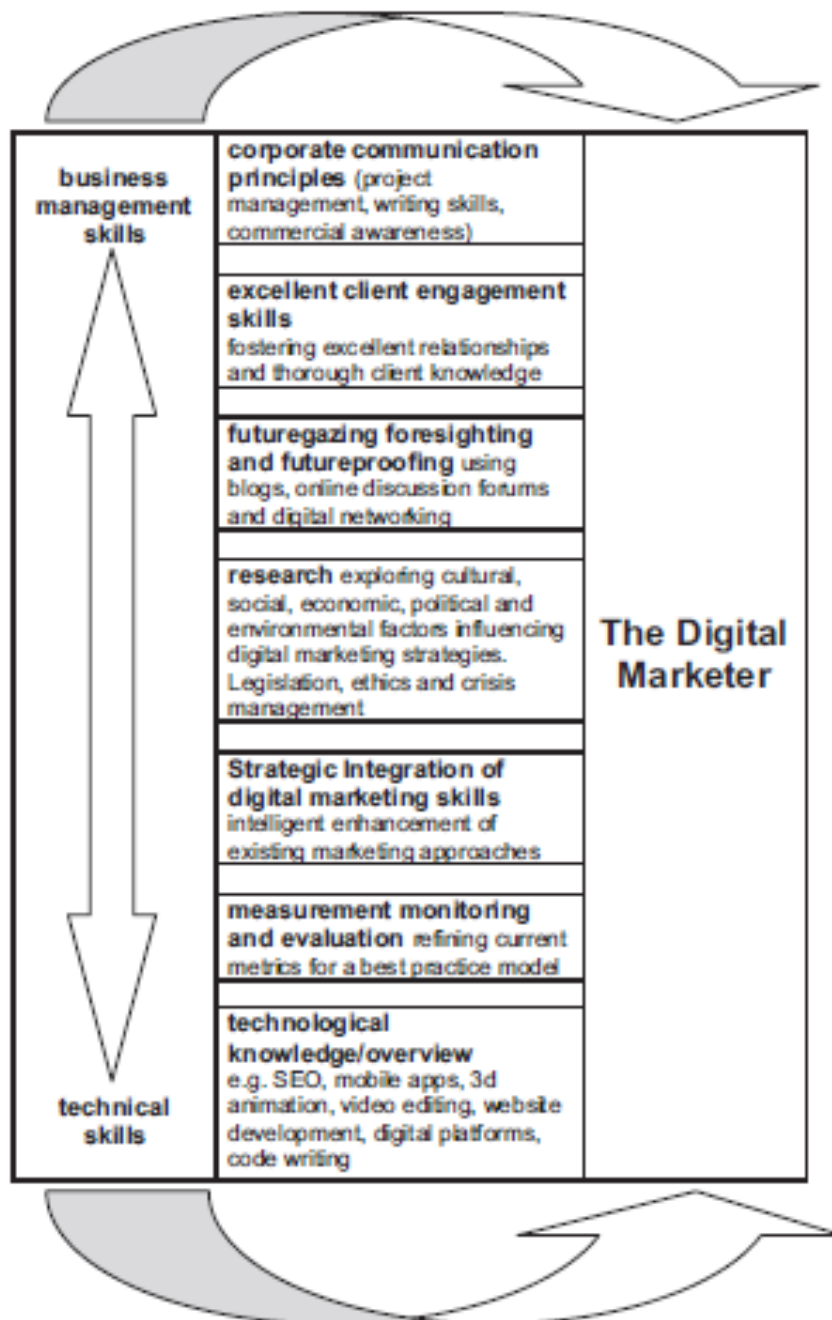 business
management
skills
technical
skills
corporate communication
principles (project
management, writing skills,
commercial awareness)
excellent client engagement
skills
fostering excellent relationships
and thorough client knowledge
futuregazing foresighting
and futureproofing using
blogs, online discussion forums
and digital networking
research exploring cultural,
social, economic, political and
environmental factors influencing
digital marketing strategies.
Legislation, ethics and crisis
management
Strategic Integration of
digital marketing skills
intelligent enhancement of
existing marketing approaches
measurement monitoring
and evaluation refining current
metrics for a best practice model
technological
knowledge/overview
e.g. SEO, mobile apps, 3d
animation, video editing, website
development, digital platforms,
code writing
The Digital
Marketer